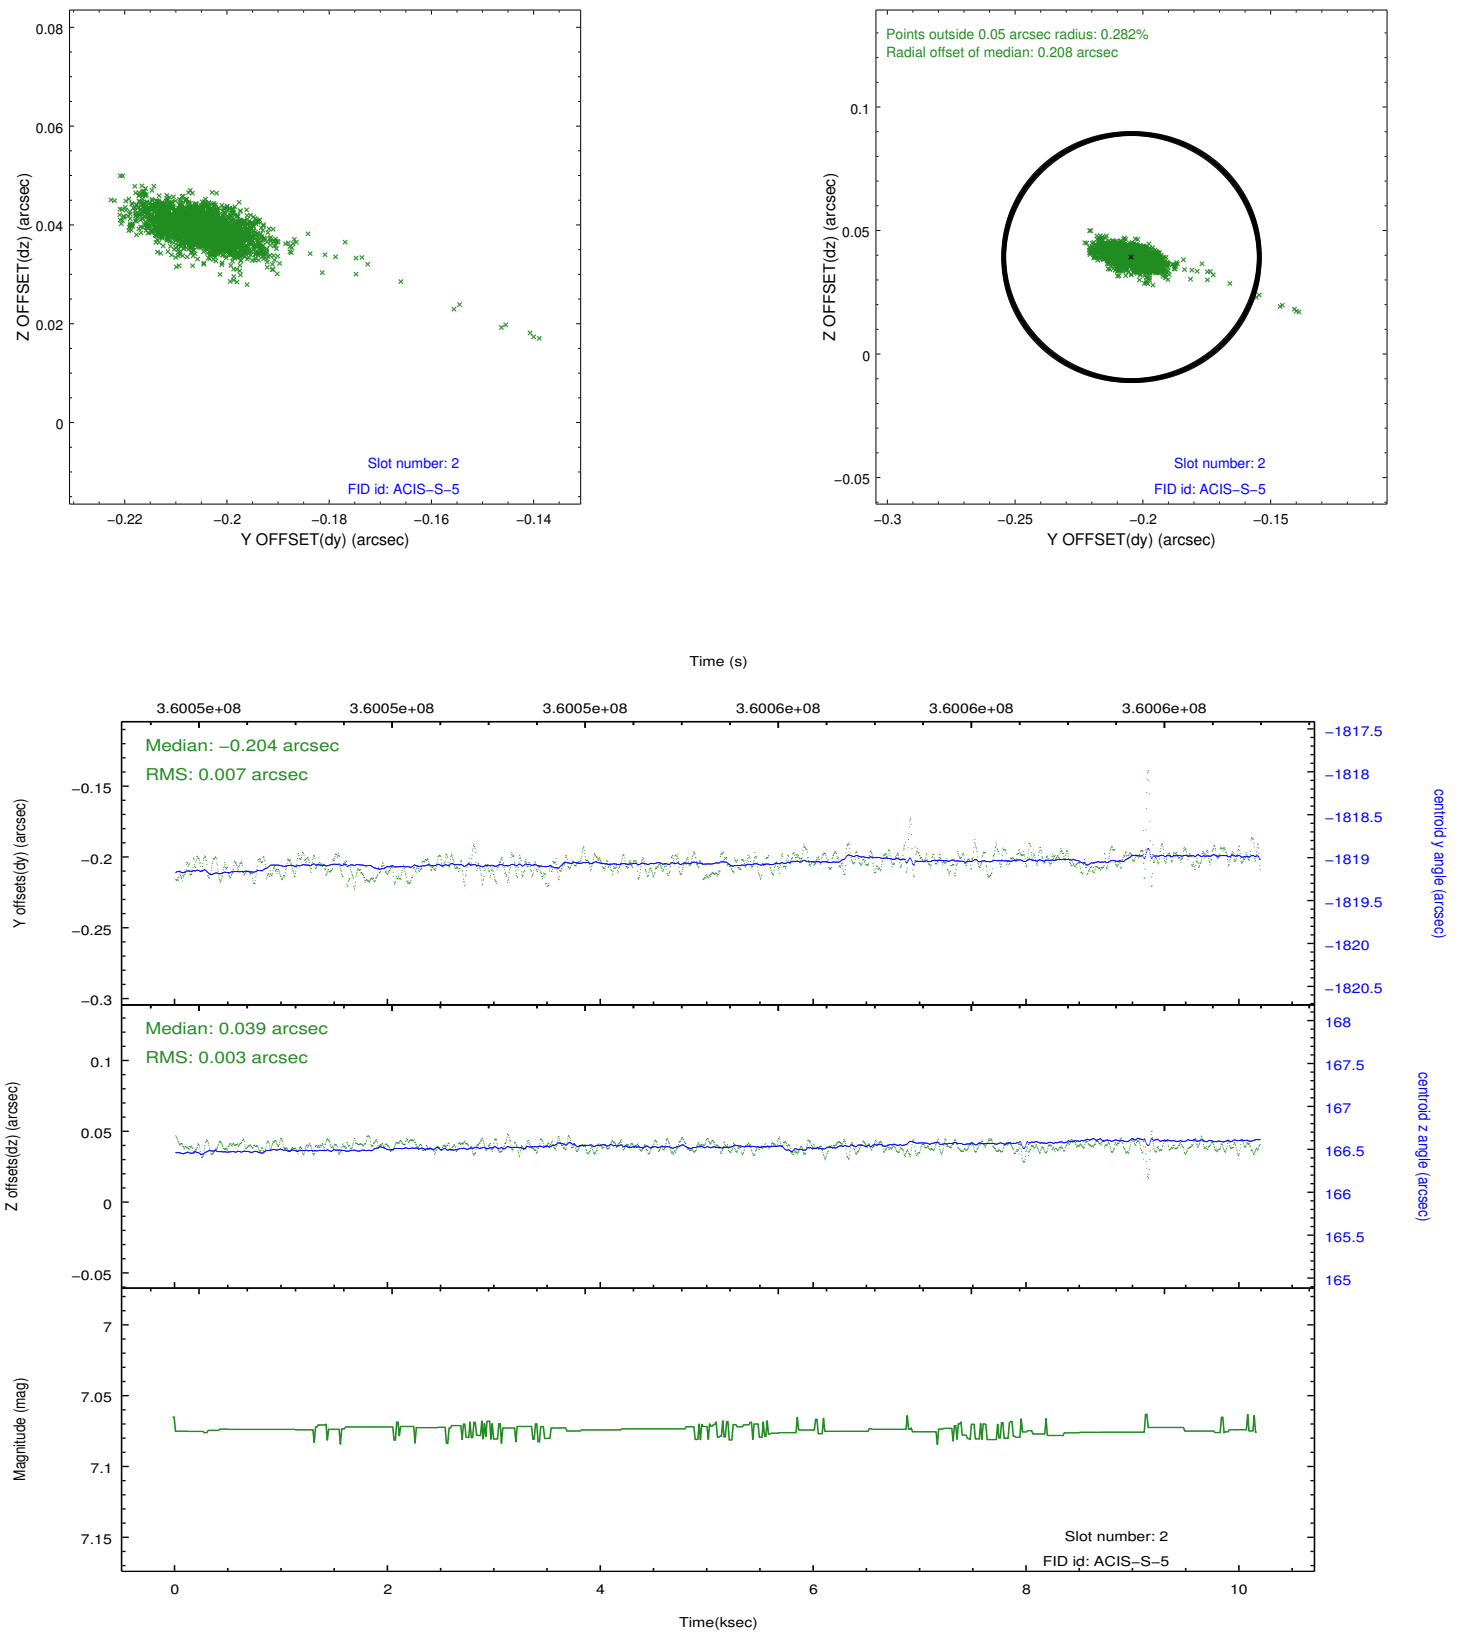 0.08
0.06
0.04
0.02
0
Z OFFSET(dz) (arcsec)
Slot number: 2
FID id: ACIS−S−5
−0.22 −0.2 −0.18 −0.16 −0.14
Y OFFSET(dy) (arcsec)
Points outside 0.05 arcsec radius: 0.282%
Radial offset of median: 0.208 arcsec
0.1
0.05
0
−0.05
Z OFFSET(dz) (arcsec)
Slot number: 2
FID id: ACIS−S−5
−0.3 −0.25 −0.2 −0.15
Y OFFSET(dy) (arcsec)
Time (s)
3.6005e+08 3.6005e+08 3.6005e+08 3.6006e+08 3.6006e+08 3.6006e+08
Median: −0.204 arcsec
RMS: 0.007 arcsec
−0.15
−0.2
−0.25
−0.3
Y offsets(dy) (arcsec)
−1817.5
−1818
−1818.5
−1819
−1819.5
−1820
−1820.5
centroid y angle (arcsec)
Median: 0.039 arcsec
RMS: 0.003 arcsec
0.1
0.05
0
−0.05
Z offsets(dz) (arcsec)
168
167.5
167
166.5
166
165.5
165
centroid z angle (arcsec)
7
7.05
7.1
7.15
Magnitude (mag)
Slot number: 2
FID id: ACIS−S−5
0 2 4 6 8 10
Time(ksec)